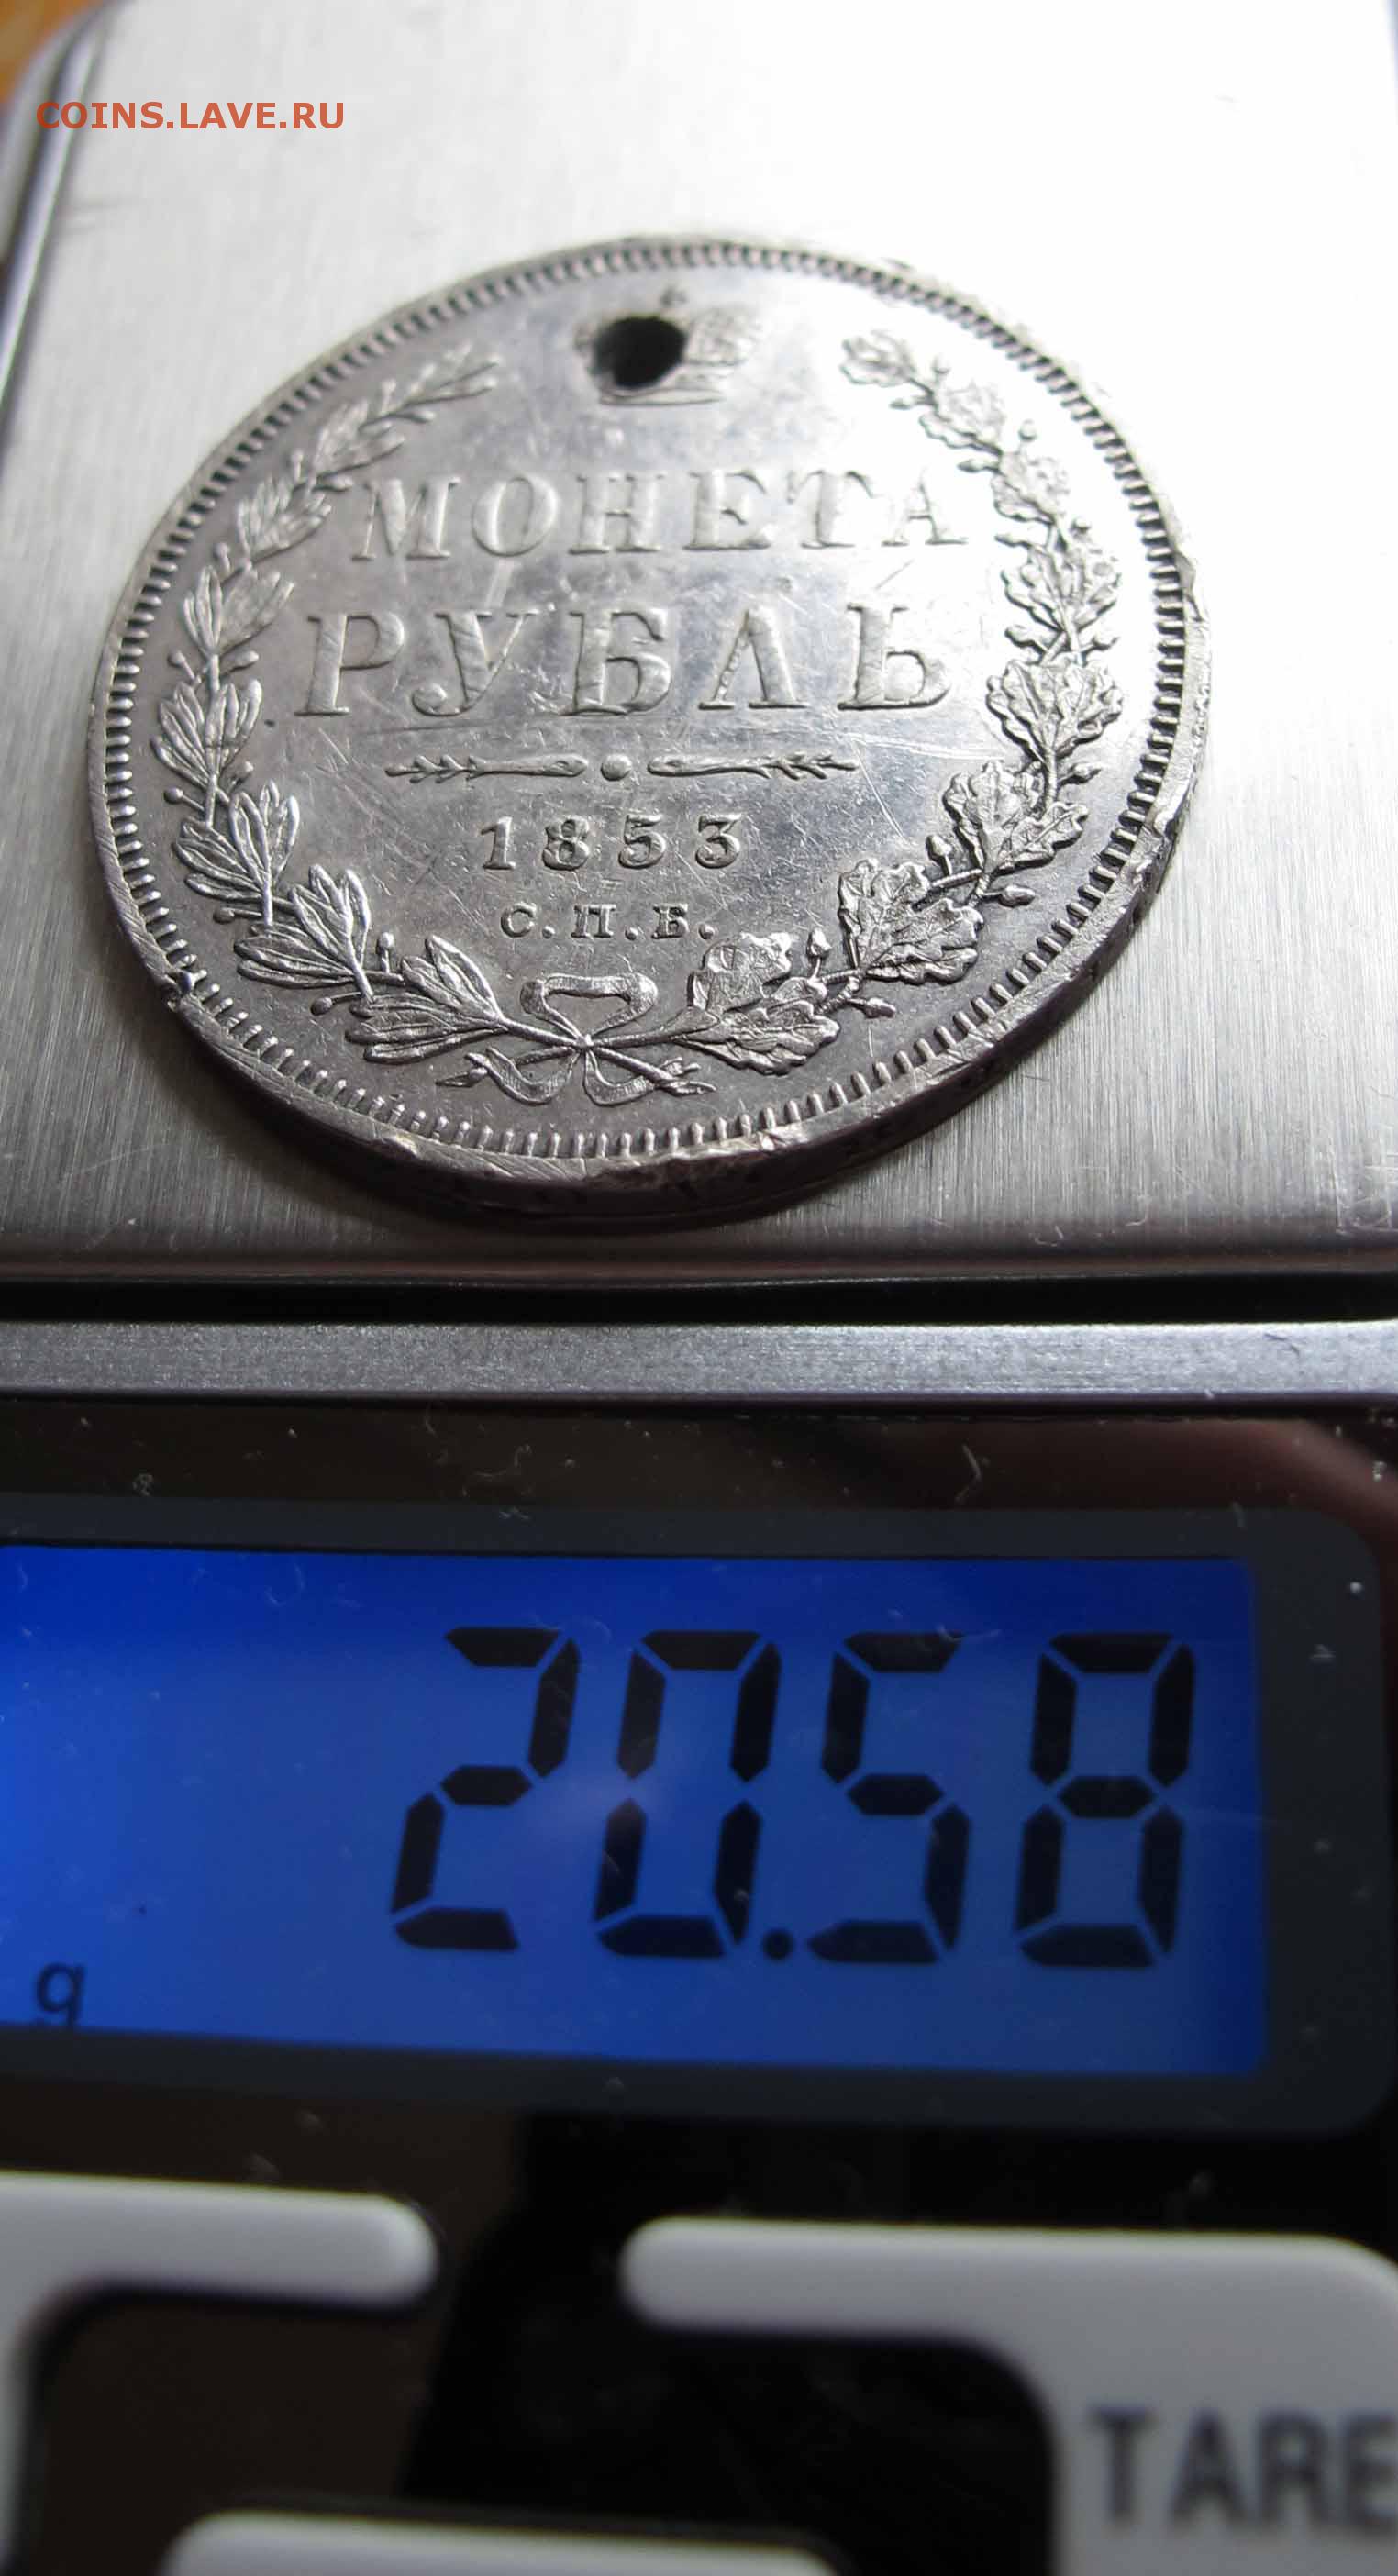 COINS.LAVE.RU
МОНЕТА
РУБЛЬ
1853
С.П.Б.
20.58
g
TARE